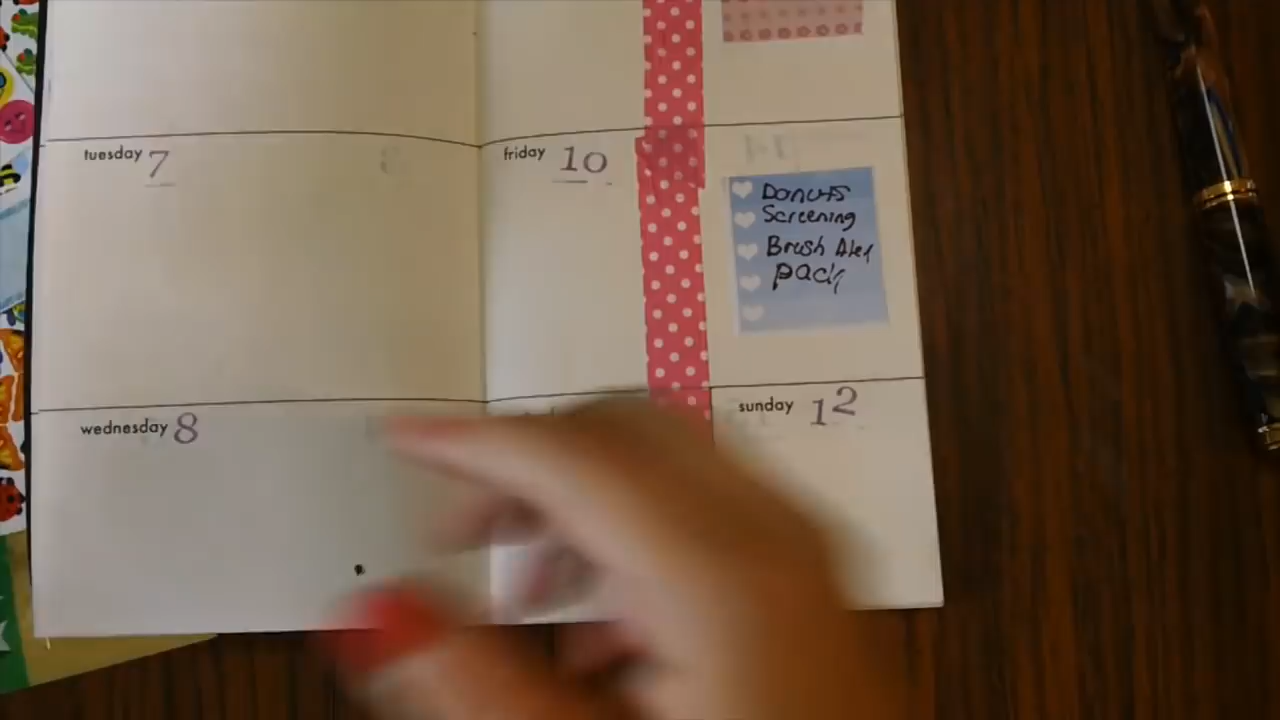 tuesday 7
friday 10
Donuts
Screening
Brush Alex
pack
wednesday 8
sunday 12